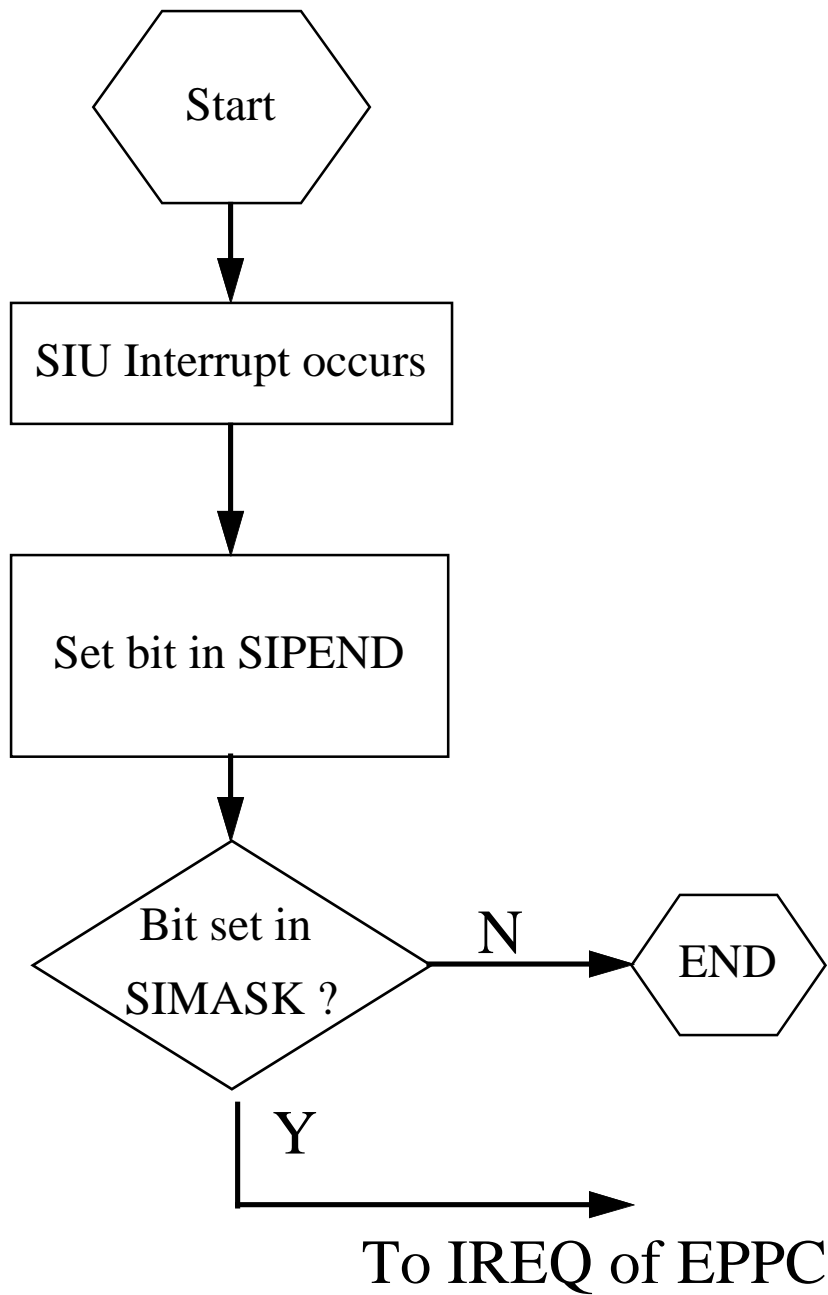 Start
SIU Interrupt occurs
Set bit in SIPEND
Bit set in
SIMASK ?
N
END
Y
To IREQ of EPPC